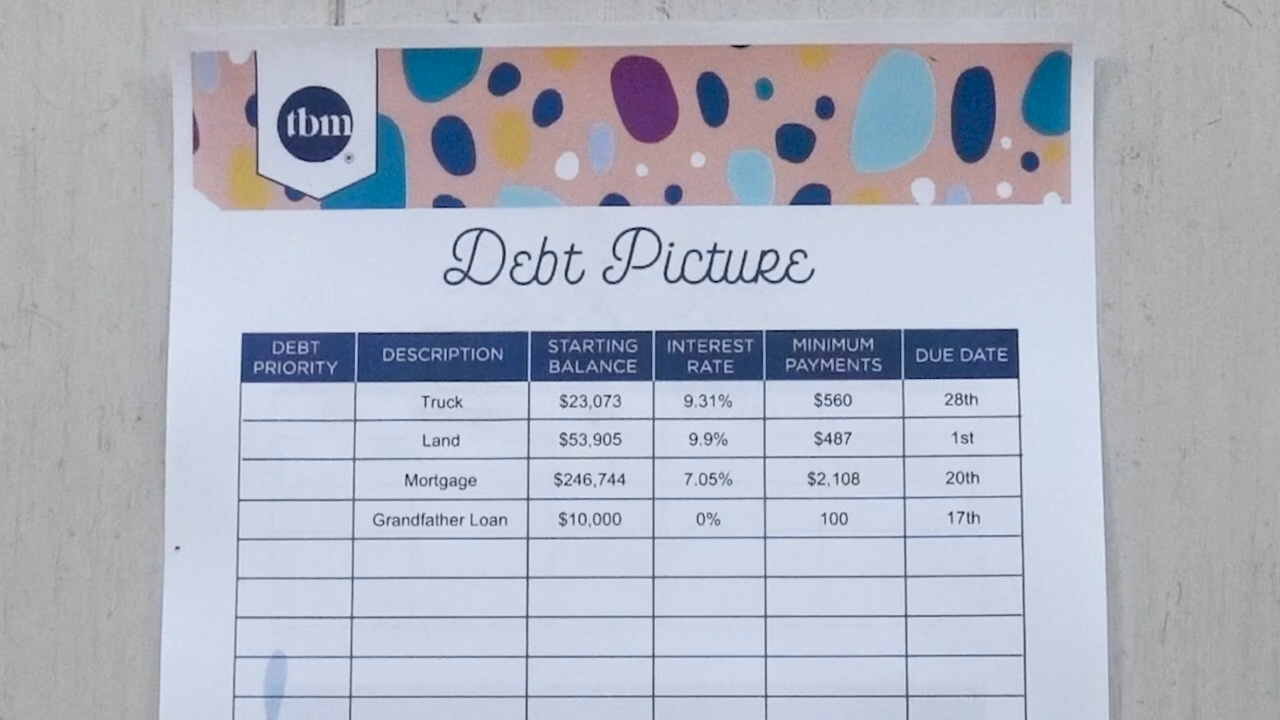 tbm
®
Debt Picture
DEBT PRIORITY DESCRIPTION STARTING BALANCE INTEREST RATE MINIMUM PAYMENTS DUE DATE
Truck $23,073 9.31% $560 28th
Land $53,905 9.9% $487 1st
Mortgage $246,744 7.05% $2,108 20th
Grandfather Loan $10,000 0% 100 17th